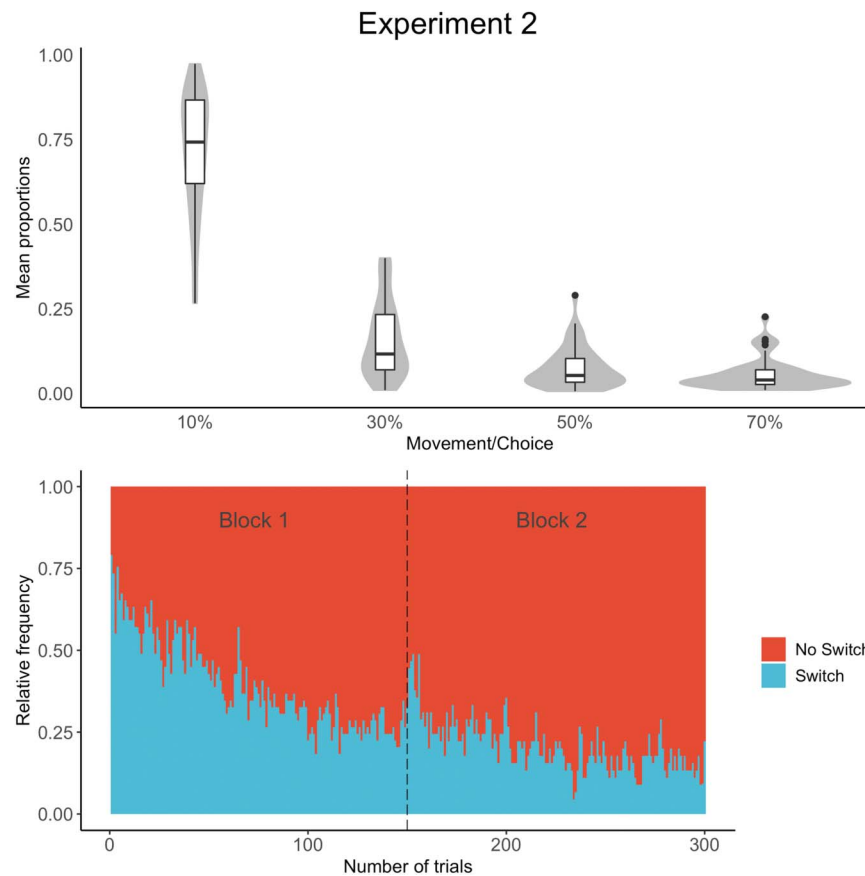 Experiment 2
1.00
0.75
0.50
0.25
0.00
Mean proportions
10% 30% 50% 70%
Movement/Choice
1.00
0.75
0.50
0.25
0.00
Relative frequency
Block 1 Block 2
No Switch
Switch
0 100 200 300
Number of trials